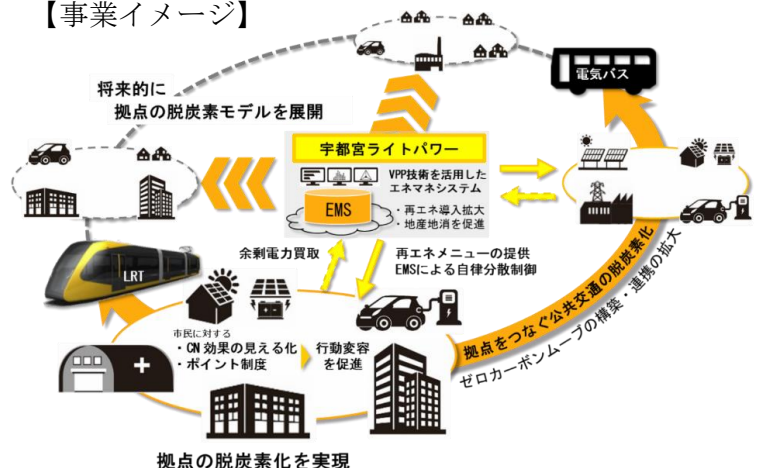 【事業イメージ】
電気バス
将来的に
拠点の脱炭素モデルを展開
宇都宮ライトパワー
VPP技術を活用した
エネマネシステム
EMS
・再エネ導入拡大
・地産地消を促進
余剰電力買取
再エネメニューの提供
EMSによる自律分散制御
LRT
市民に対する
・CN効果の見える化
・ポイント制度
行動変容
を促進
拠点をつなぐ公共交通の脱炭素化
ゼロカーボンムーブの構築・連携の拡大
拠点の脱炭素化を実現